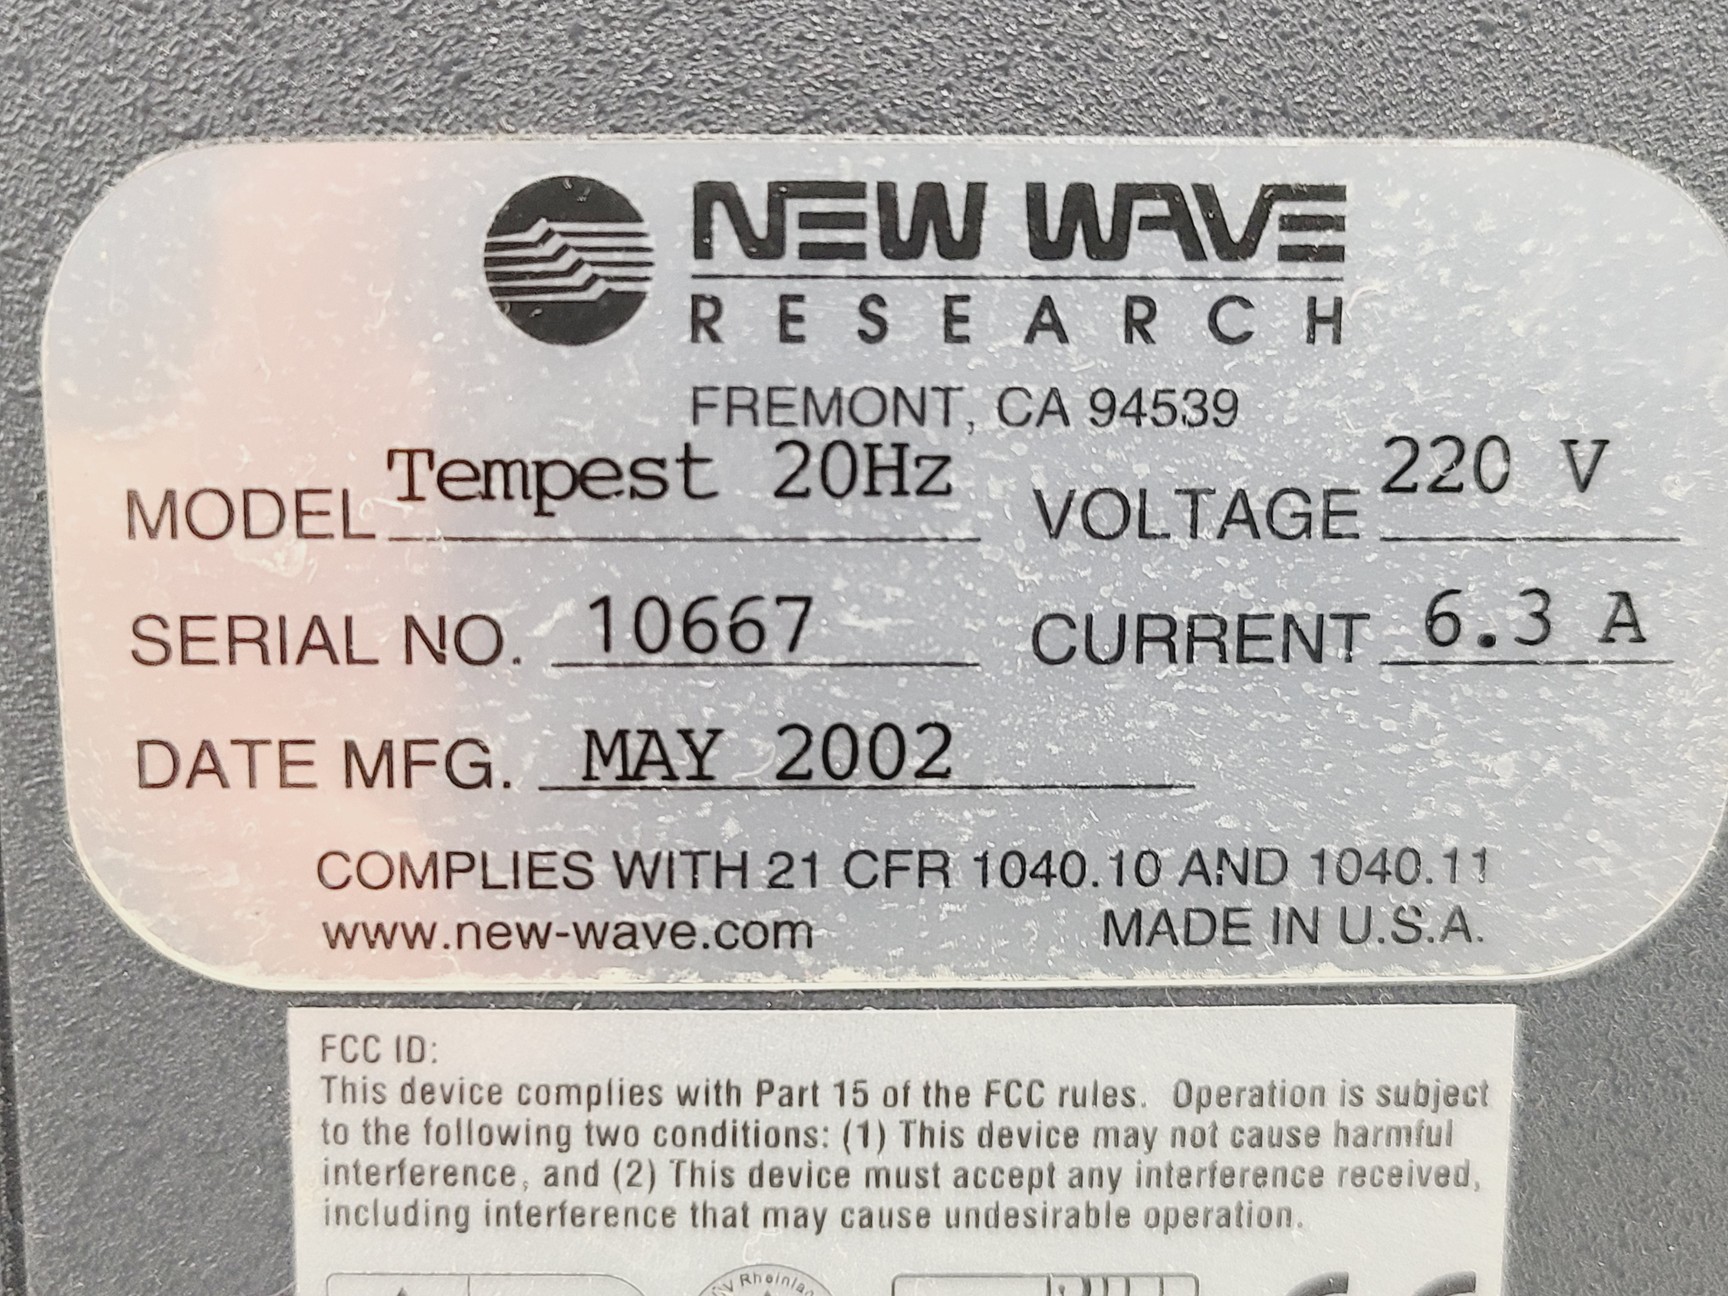 NEW WAVE
RESEARCH
FREMONT, CA 94539
MODEL Tempest 20Hz VOLTAGE 220 V
SERIAL NO. 10667 CURRENT 6.3 A
DATE MFG. MAY 2002
COMPLIES WITH 21 CFR 1040.10 AND 1040.11
www.new-wave.com MADE IN U.S.A.
FCC ID:
This device complies with Part 15 of the FCC rules. Operation is subject
to the following two conditions: (1) This device may not cause harmful
interference, and (2) This device must accept any interference received,
including interference that may cause undesirable operation.